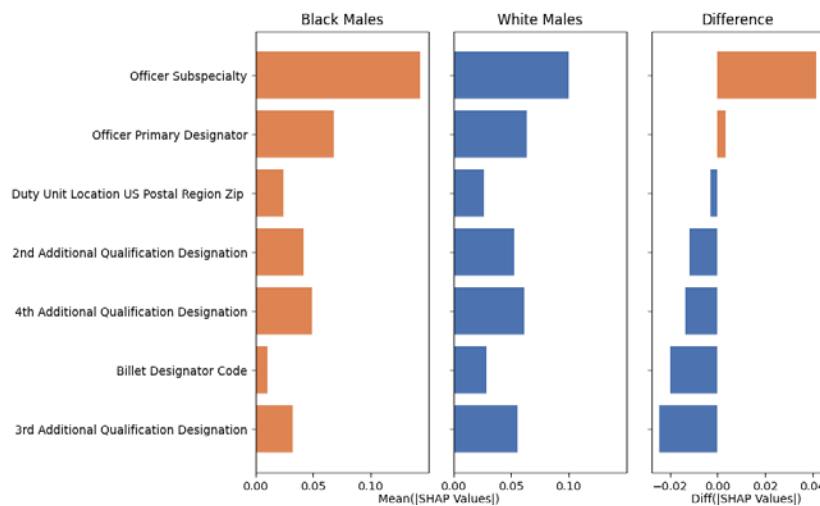 Black Males
White Males
Difference
Officer Subspecialty
Officer Primary Designator
Duty Unit Location US Postal Region Zip
2nd Additional Qualification Designation
4th Additional Qualification Designation
Billet Designator Code
3rd Additional Qualification Designation
0.00 0.05 0.10
0.00 0.05 0.10
−0.02 0.00 0.02 0.04
Mean(|SHAP Values|)
Diff(|SHAP Values|)